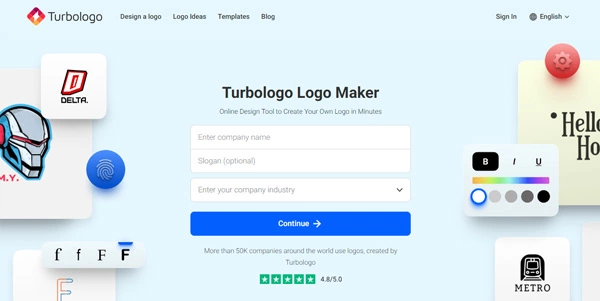 Turbologo
Design a logo
Logo Ideas
Templates
Blog
Sign In
English
DELTA.
M.Y.
Turbologo Logo Maker
Online Design Tool to Create Your Own Logo in Minutes
Enter company name
Slogan (optional)
Enter your company industry
Continue
More than 50K companies around the world use logos, created by
Turbologo
4.8/5.0
f f F F
Hello
Ho
B I U
METRO